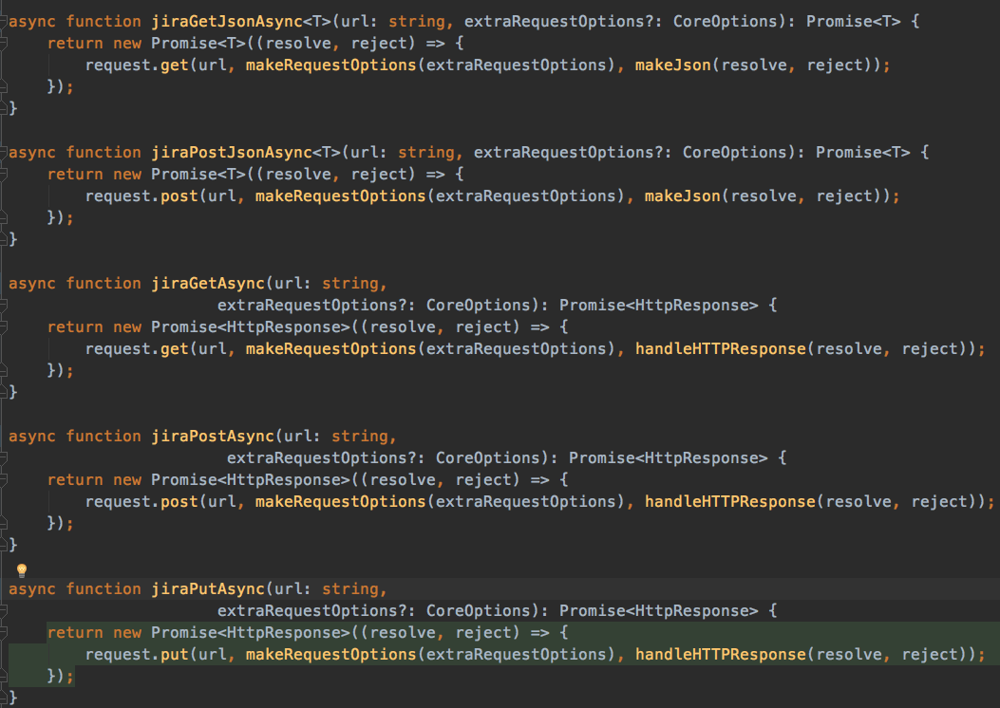 async function jiraGetJsonAsync<T>(url: string, extraRequestOptions?: CoreOptions): Promise<T> {
    return new Promise<T>((resolve, reject) => {
        request.get(url, makeRequestOptions(extraRequestOptions), makeJson(resolve, reject));
    });
}

async function jiraPostJsonAsync<T>(url: string, extraRequestOptions?: CoreOptions): Promise<T> {
    return new Promise<T>((resolve, reject) => {
        request.post(url, makeRequestOptions(extraRequestOptions), makeJson(resolve, reject));
    });
}

async function jiraGetAsync(url: string,
                      extraRequestOptions?: CoreOptions): Promise<HttpResponse> {
    return new Promise<HttpResponse>((resolve, reject) => {
        request.get(url, makeRequestOptions(extraRequestOptions), handleHTTPResponse(resolve, reject));
    });
}

async function jiraPostAsync(url: string,
                       extraRequestOptions?: CoreOptions): Promise<HttpResponse> {
    return new Promise<HttpResponse>((resolve, reject) => {
        request.post(url, makeRequestOptions(extraRequestOptions), handleHTTPResponse(resolve, reject));
    });
}

async function jiraPutAsync(url: string,
                      extraRequestOptions?: CoreOptions): Promise<HttpResponse> {
    return new Promise<HttpResponse>((resolve, reject) => {
        request.put(url, makeRequestOptions(extraRequestOptions), handleHTTPResponse(resolve, reject));
    });
}